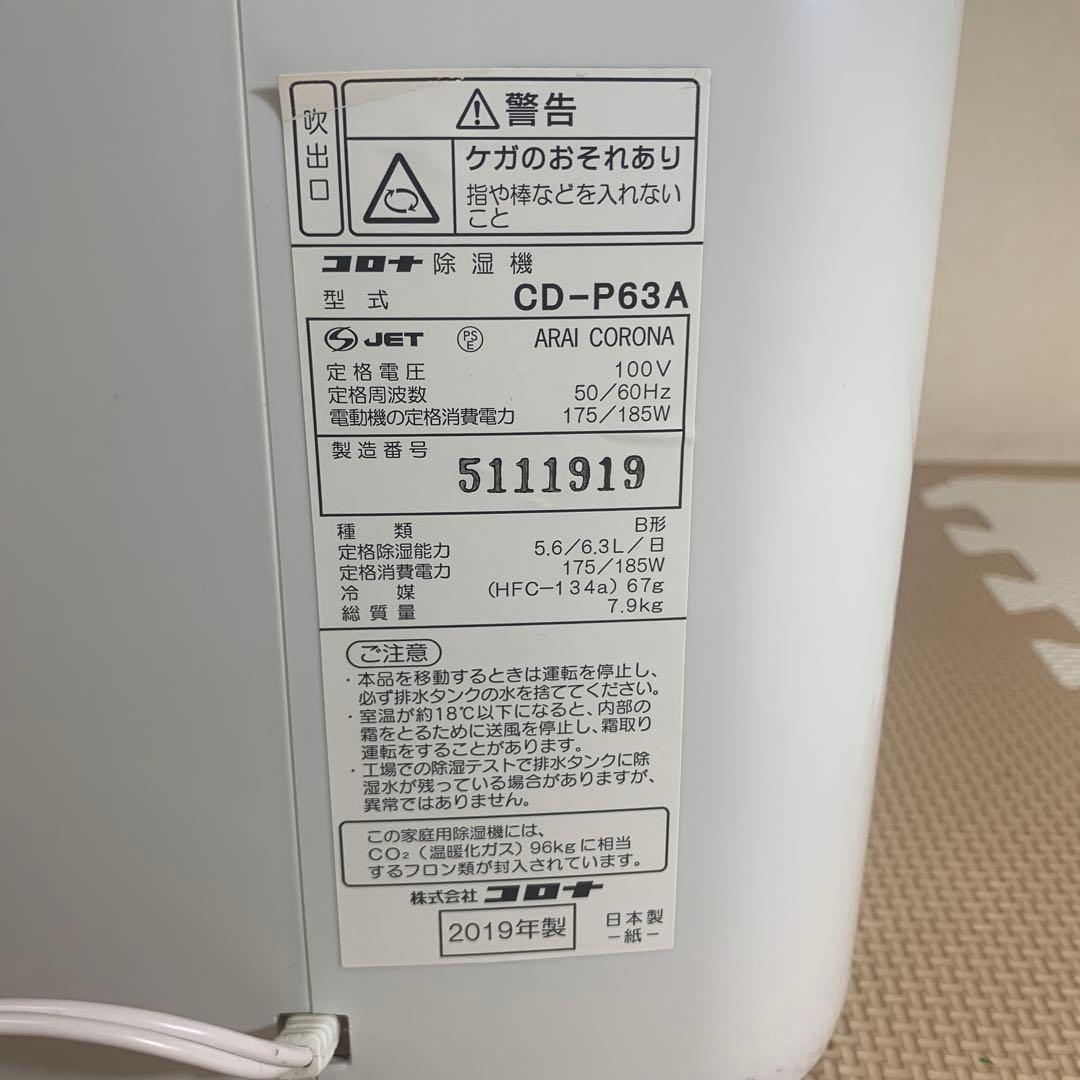 吹出口
警告
ケガのおそれあり
指や棒などを入れない
こと
コロナ 除湿機
型式 CD-P63A
JET PSE ARAI CORONA
定格電圧 100V
定格周波数 50/60Hz
電動機の定格消費電力 175/185W
製造番号 5111919
種類 B形
定格除湿能力 5.6/6.3L/日
定格消費電力 175/185W
冷媒 (HFC-134a) 67g
総質量 7.9kg
ご注意
・本品を移動するときは運転を停止し、
必ず排水タンクの水を捨ててください。
・室温が約18℃以下になると、内部の
霜をとるために送風を停止し、霜取り
運転をすることがあります。
・工場での除湿テストで排水タンクに除
湿水が残っている場合がありますが、
異常ではありません。
この家庭用除湿機には、
CO₂（温暖化ガス）96kgに相当
するフロン類が封入されています。
株式会社 コロナ
2019年製 日本製
-紙-